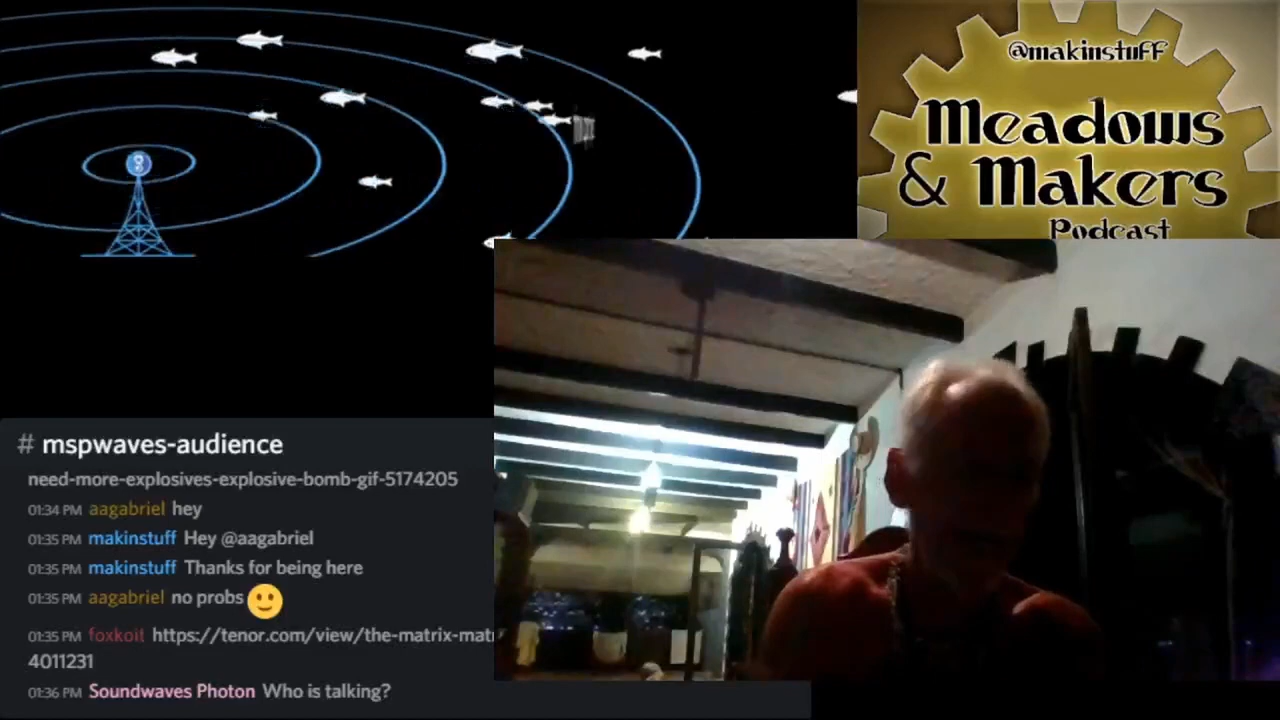 @makinstuff
Meadows
& Makers
Podcast
# mspwaves-audience
need-more-explosives-explosive-bomb-gif-5174205
01:34 PM aagabriel hey
01:35 PM makinstuff Hey @aagabriel
01:35 PM makinstuff Thanks for being here
01:35 PM aagabriel no probs
01:35 PM foxkoit https://tenor.com/view/the-matrix-mat
4011231
01:36 PM Soundwaves Photon Who is talking?